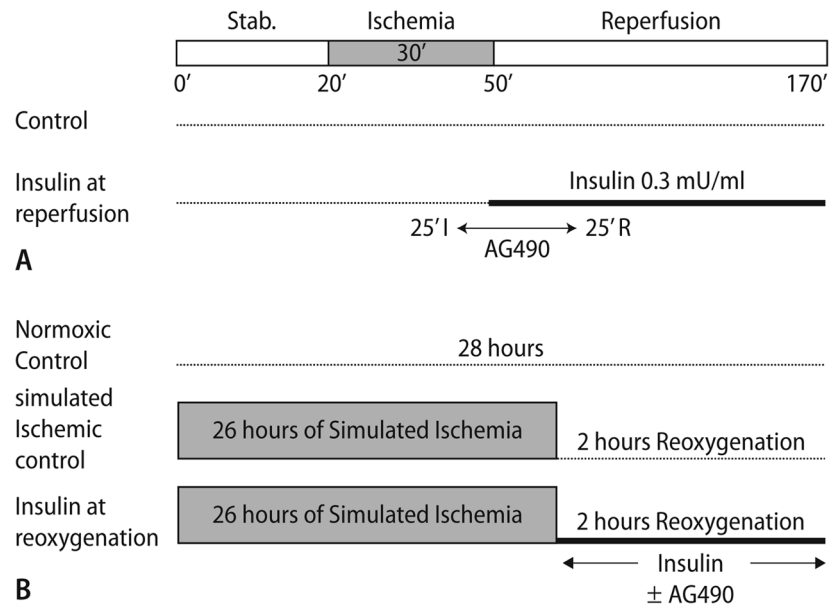 Stab. Ischemia Reperfusion
30′
0′ 20′ 50′ 170′
Control
Insulin at
reperfusion
Insulin 0.3 mU/ml
25′ I 25′ R
AG490
A
Normoxic
Control
28 hours
simulated
Ischemic
control
26 hours of Simulated Ischemia
2 hours Reoxygenation
Insulin at
reoxygenation
26 hours of Simulated Ischemia
2 hours Reoxygenation
Insulin
± AG490
B